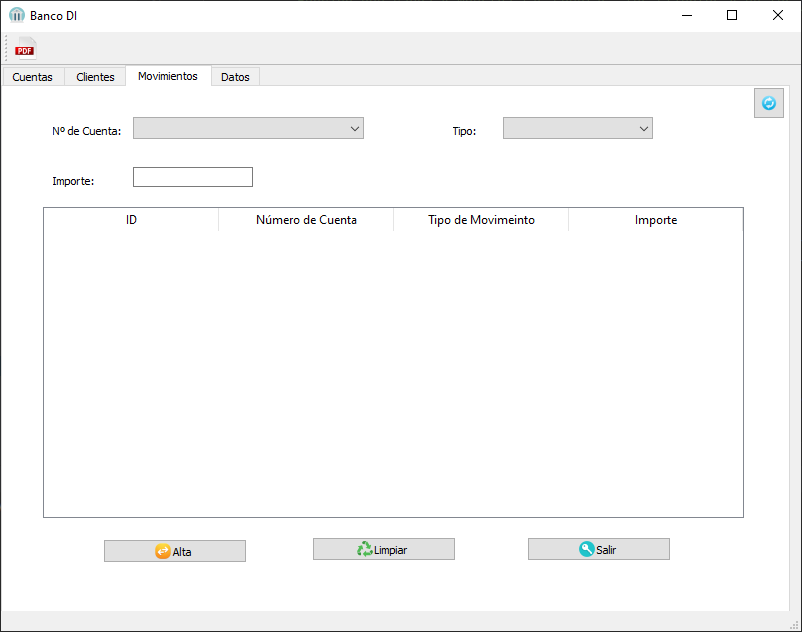 Banco DI
PDF
Cuentas Clientes Movimientos Datos
Nº de Cuenta: Tipo:
Importe:
ID Número de Cuenta Tipo de Movimeinto Importe
Alta Limpiar Salir